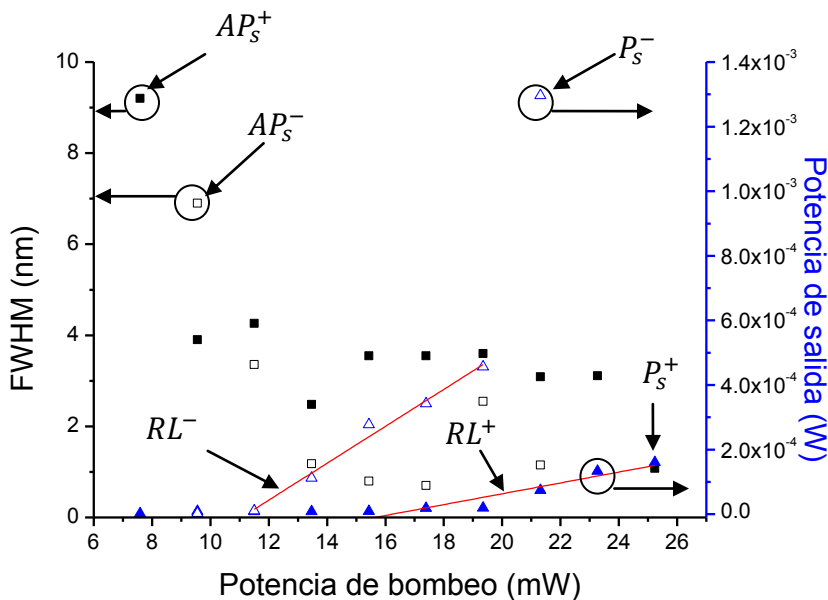 AP_s^+
P_s^-
AP_s^-
RL^-
RL^+
P_s^+
10
8
6
4
2
0
FWHM (nm)
1.4x10^-3
1.2x10^-3
1.0x10^-3
8.0x10^-4
6.0x10^-4
4.0x10^-4
2.0x10^-4
0.0
Potencia de salida (W)
6 8 10 12 14 16 18 20 22 24 26
Potencia de bombeo (mW)